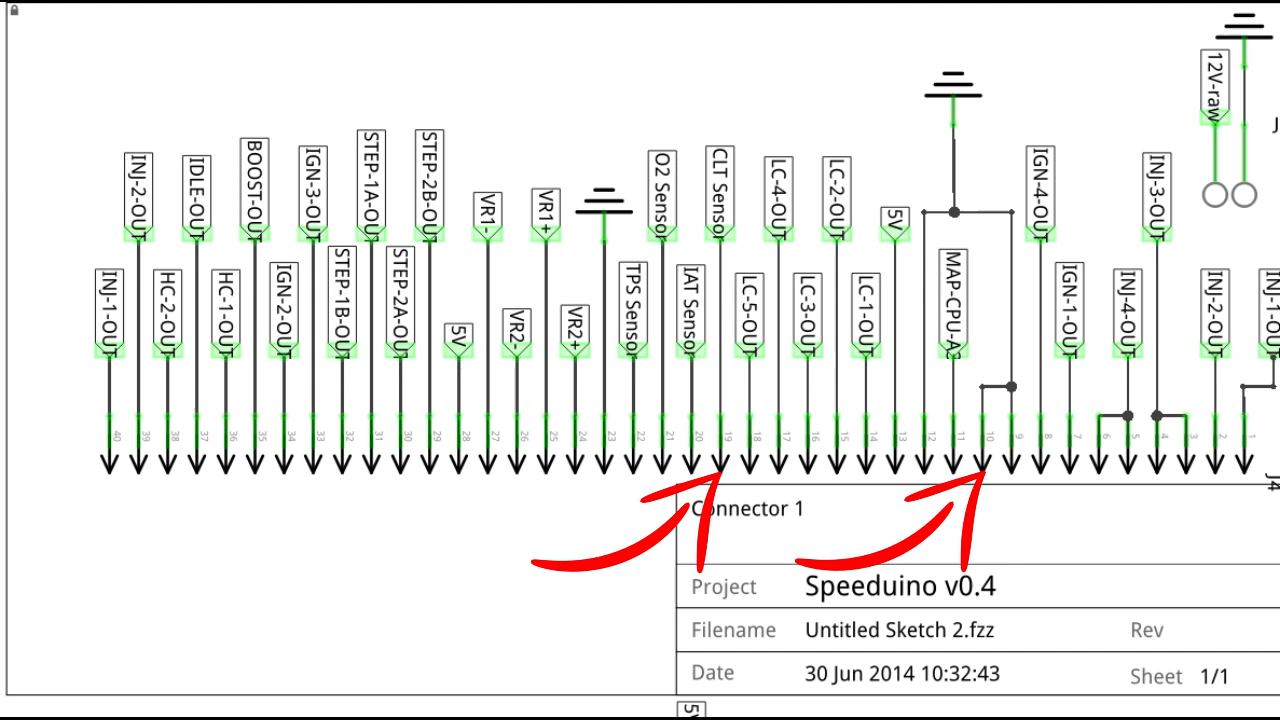 12V-raw
J
INJ-2-OUT
IDLE-OUT
BOOST-OUT
IGN-3-OUT
STEP-1A-OUT
STEP-2B-OUT
VR1-
VR1+
O2 Sensor
CLT Sensor
LC-4-OUT
LC-2-OUT
5V
IGN-4-OUT
INJ-3-OUT
INJ-1-OUT
HC-2-OUT
HC-1-OUT
IGN-2-OUT
STEP-1B-OUT
STEP-2A-OUT
5V
VR2-
VR2+
TPS Sensor
IAT Sensor
LC-5-OUT
LC-3-OUT
LC-1-OUT
MAP-CPU-A3
IGN-1-OUT
INJ-4-OUT
INJ-2-OUT
INJ-1-OUT
40 39 38 37 36 35 34 33 32 31 30 29 28 27 26 25 24 23 22 21 20 19 18 17 16 15 14 13 12 11 10 9 8 7 6 5 4 3 2 1
J4
Connector 1
Project Speeduino v0.4
Filename Untitled Sketch 2.fzz Rev
Date 30 Jun 2014 10:32:43 Sheet 1/1
5V